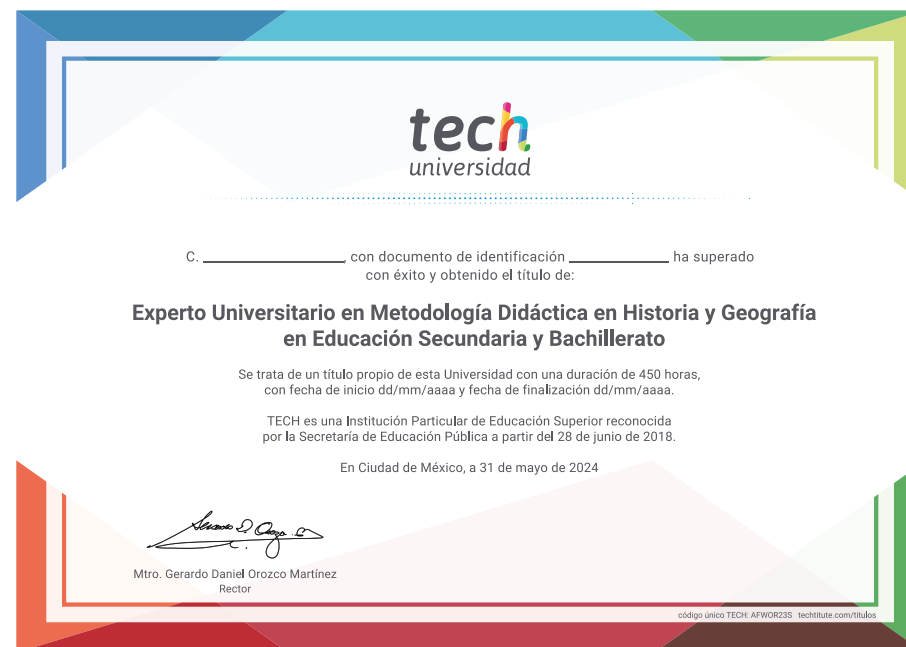 tech
universidad
C. ____________, con documento de identificación ____________ ha superado
con éxito y obtenido el título de:
Experto Universitario en Metodología Didáctica en Historia y Geografía
en Educación Secundaria y Bachillerato
Se trata de un título propio de esta Universidad con una duración de 450 horas,
con fecha de inicio dd/mm/aaaa y fecha de finalización dd/mm/aaaa.
TECH es una Institución Particular de Educación Superior reconocida
por la Secretaría de Educación Pública a partir del 28 de junio de 2018.
En Ciudad de México, a 31 de mayo de 2024
Mtro. Gerardo Daniel Orozco Martínez
Rector
código único TECH: AFWOR23S techtitute.com/titulos